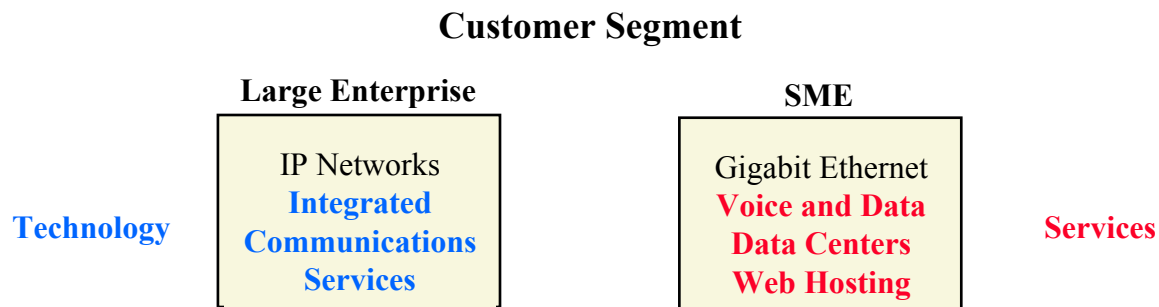 Customer Segment
Large Enterprise
SME
IP Networks
Integrated
Communications
Services
Gigabit Ethernet
Voice and Data
Data Centers
Web Hosting
Technology
Services